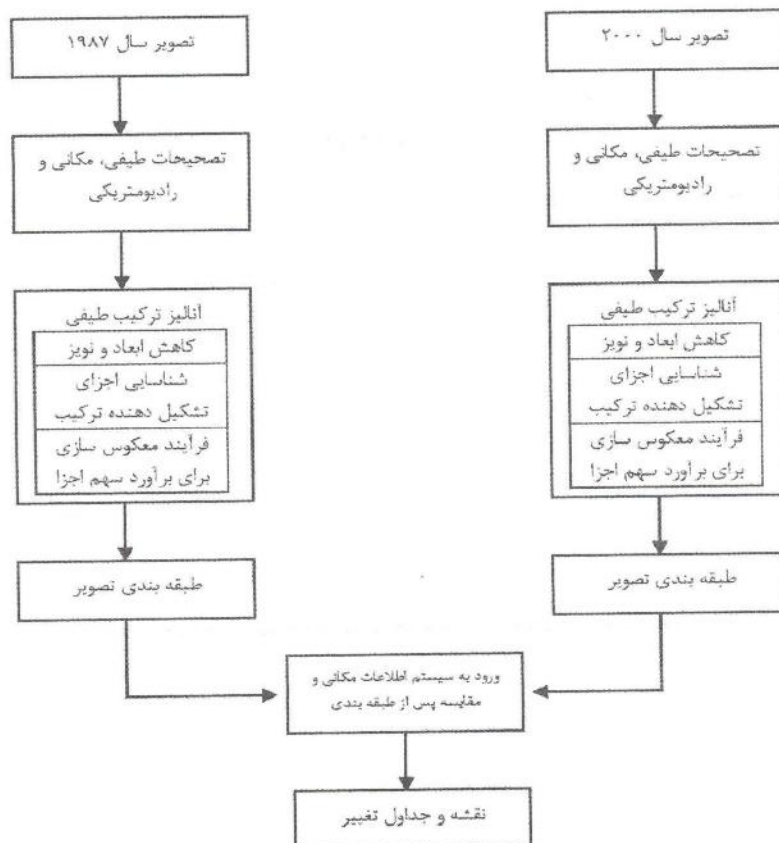 تصویر سال ۲۰۰۰
تصحیحات طیفی، مکانی و
رادیومتریکی
آنالیز ترکیب طیفی
کاهش ابعاد و نویز
شناسایی اجزای
تشکیل دهنده ترکیب
فرآیند معکوس سازی
برای برآورد سهم اجزا
طبقه بندی تصویر
تصویر سال ۱۹۸۷
تصحیحات طیفی، مکانی و
رادیومتریکی
آنالیز ترکیب طیفی
کاهش ابعاد و نویز
شناسایی اجزای
تشکیل دهنده ترکیب
فرآیند معکوس سازی
برای برآورد سهم اجزا
طبقه بندی تصویر
ورود به سیستم اطلاعات مکانی و
مقایسه پس از طبقه بندی
نقشه و جداول تغییر